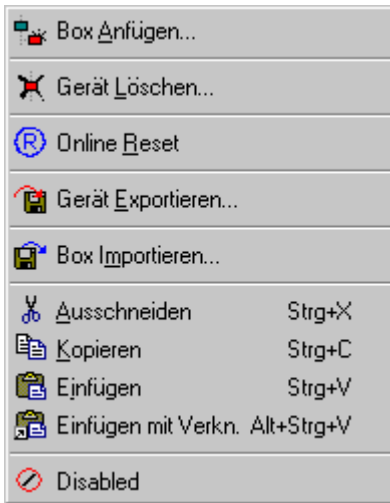 Box Anfügen...
Gerät Löschen...
Online Reset
Gerät Exportieren...
Box Importieren...
Ausschneiden Strg+X
Kopieren Strg+C
Einfügen Strg+V
Einfügen mit Verkn. Alt+Strg+V
Disabled